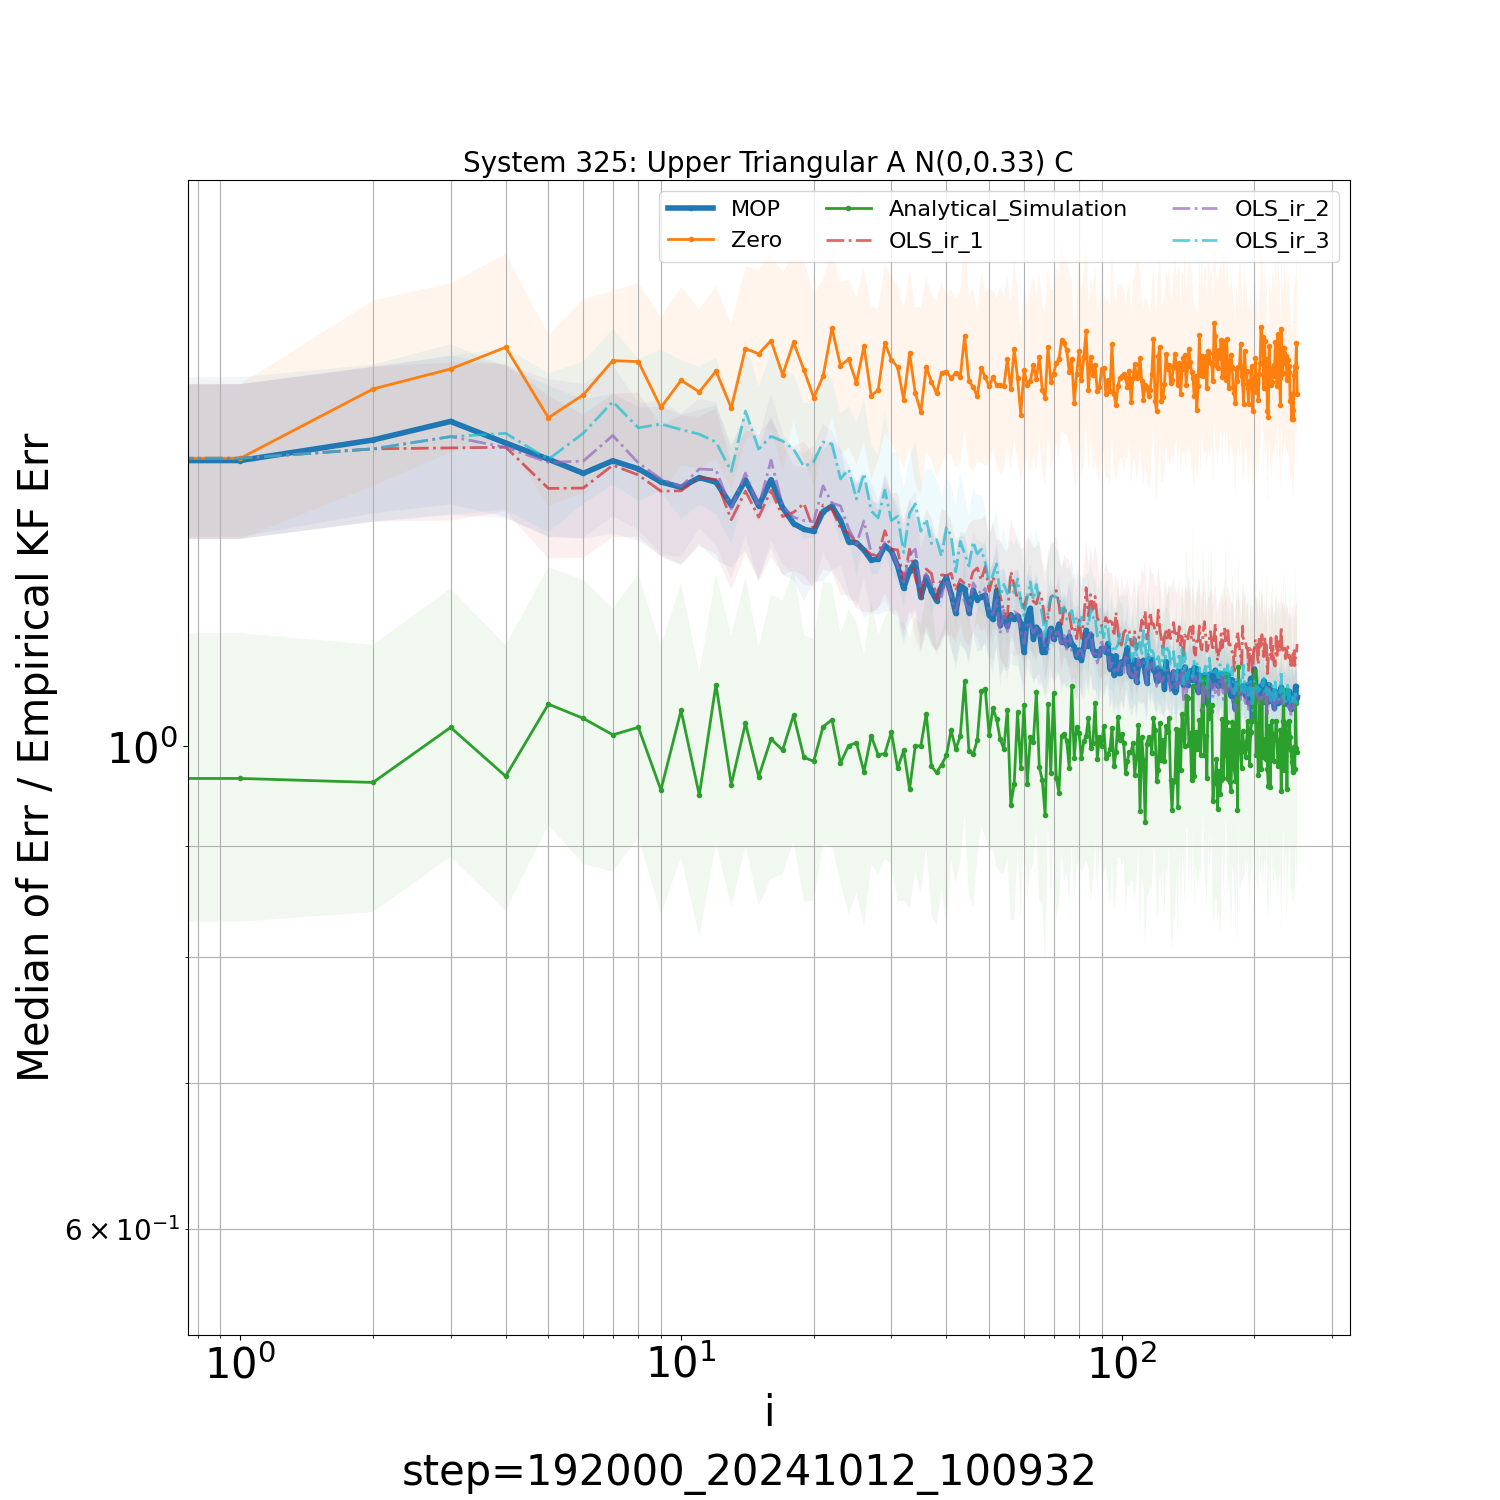 System 325: Upper Triangular A N(0,0.33) C
MOP
Zero
Analytical_Simulation
OLS_ir_1
OLS_ir_2
OLS_ir_3
Median of Err / Empirical KF Err
10⁰
6 × 10⁻¹
10⁰ 10¹ 10²
i
step=192000_20241012_100932